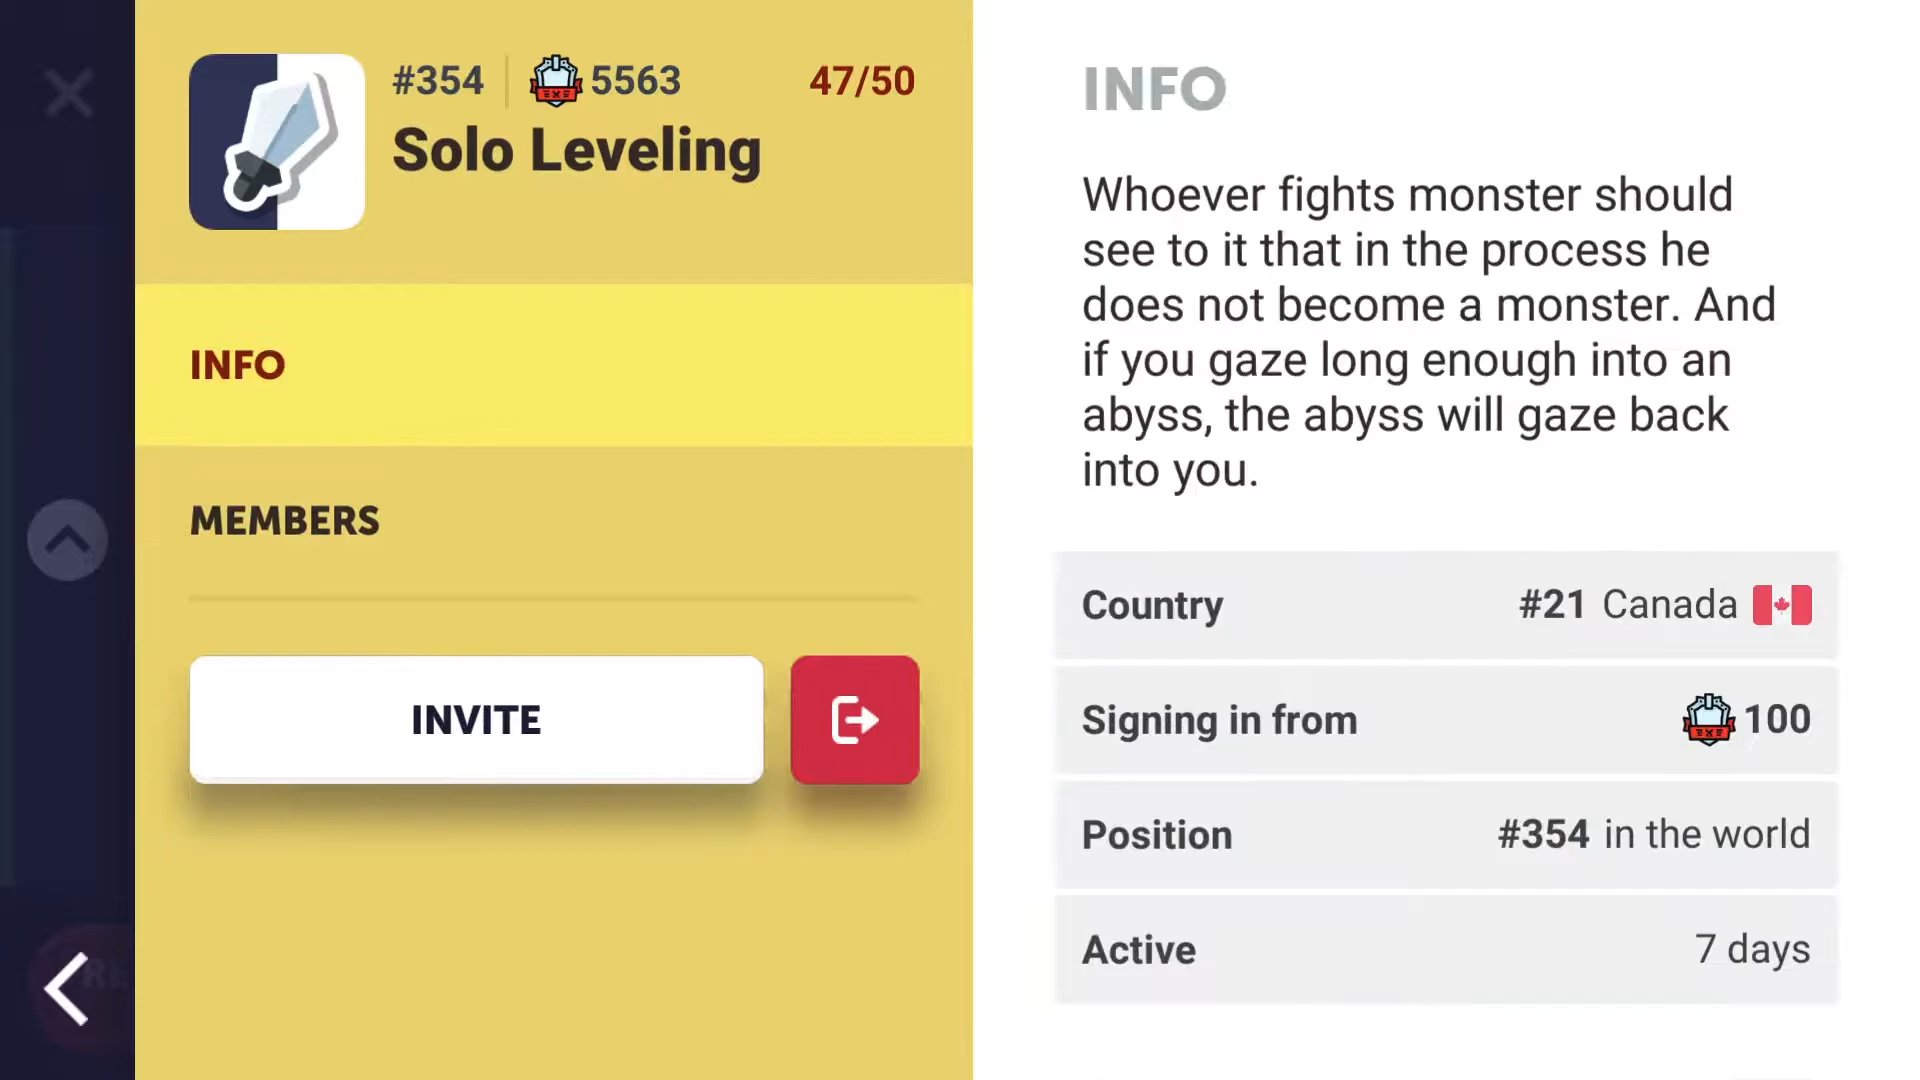 #354 5563 47/50
Solo Leveling
INFO
MEMBERS
INVITE
INFO
Whoever fights monster should
see to it that in the process he
does not become a monster. And
if you gaze long enough into an
abyss, the abyss will gaze back
into you.
Country #21 Canada
Signing in from 100
Position #354 in the world
Active 7 days